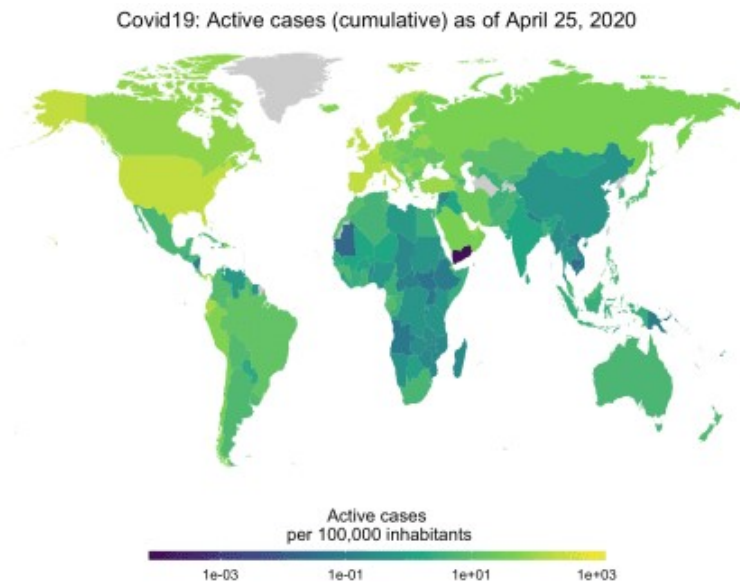 Covid19: Active cases (cumulative) as of April 25, 2020
Active cases
per 100,000 inhabitants
1e-03 1e-01 1e+01 1e+03